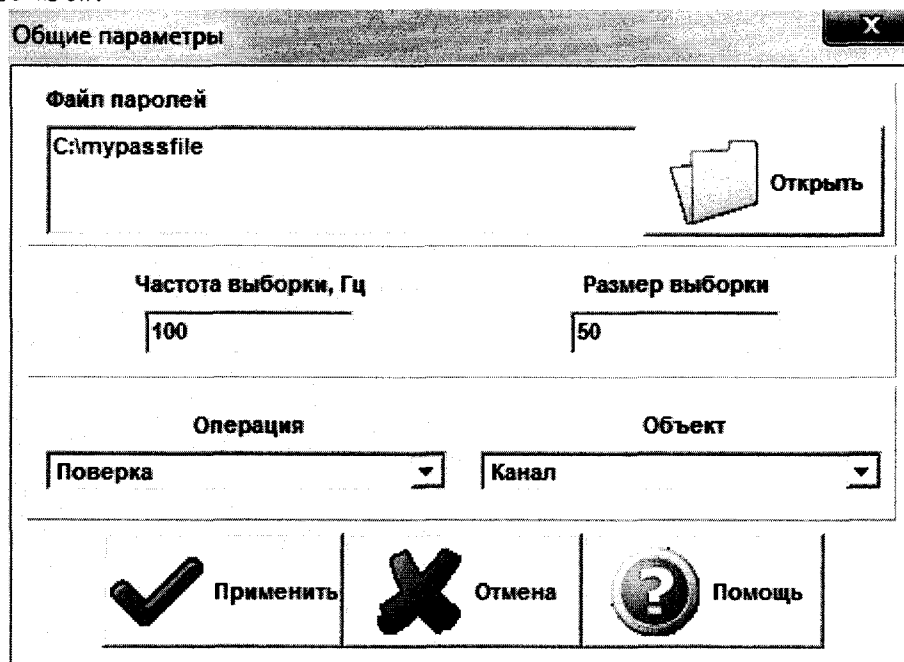 Общие параметры
X
Файл паролей
C:\mypassfile
Открыть
Частота выборки, Гц
Размер выборки
100
50
Операция
Объект
Поверка
Канал
Применить
Отмена
?
Помощь